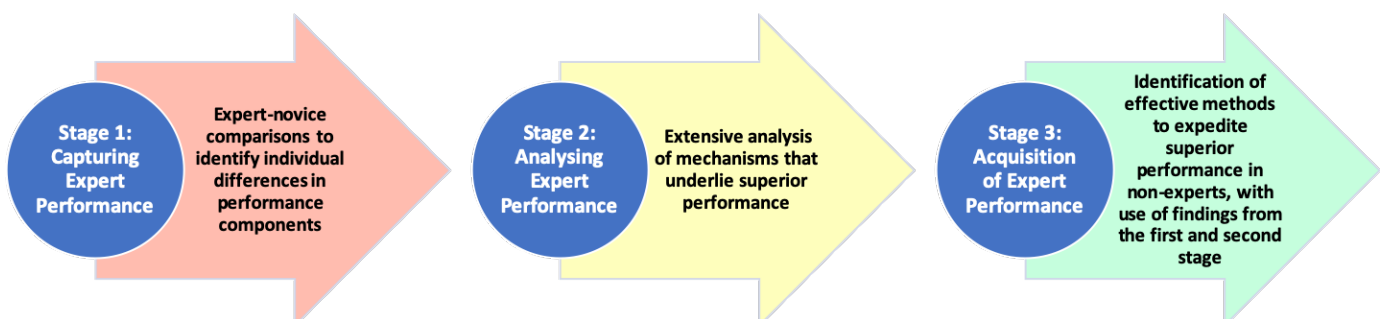 Stage 1:
Capturing
Expert
Performance
Expert-novice
comparisons to
identify individual
differences in
performance
components
Stage 2:
Analysing
Expert
Performance
Extensive analysis
of mechanisms that
underlie superior
performance
Stage 3:
Acquisition
of Expert
Performance
Identification of
effective methods
to expedite
superior
performance in
non-experts, with
use of findings from
the first and second
stage